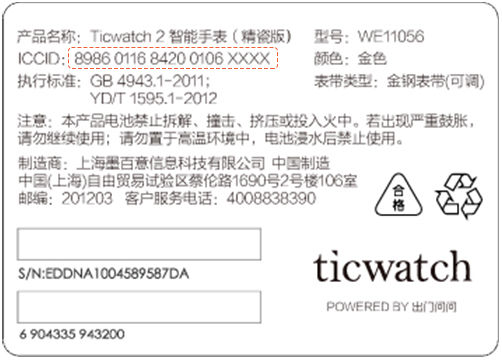 产品名称：Ticwatch 2 智能手表（精瓷版） 型号：WE11056
ICCID：8986 0116 8420 0106 XXXX 颜色：金色
执行标准：GB 4943.1-2011； 表带类型：金钢表带(可调)
YD/T 1595.1-2012
注意：本产品电池禁止拆解、撞击、挤压或投入火中。若出现严重鼓胀，
请勿继续使用；请勿置于高温环境中，电池浸水后禁止使用。
制造商：上海墨百意信息科技有限公司 中国制造
中国(上海)自由贸易试验区蔡伦路1690号2号楼106室
邮编：201203 客户服务电话：4008838390
合格
S/N:EDDNA1004589587DA
ticwatch
POWERED BY 出门问问
6 904335 943200